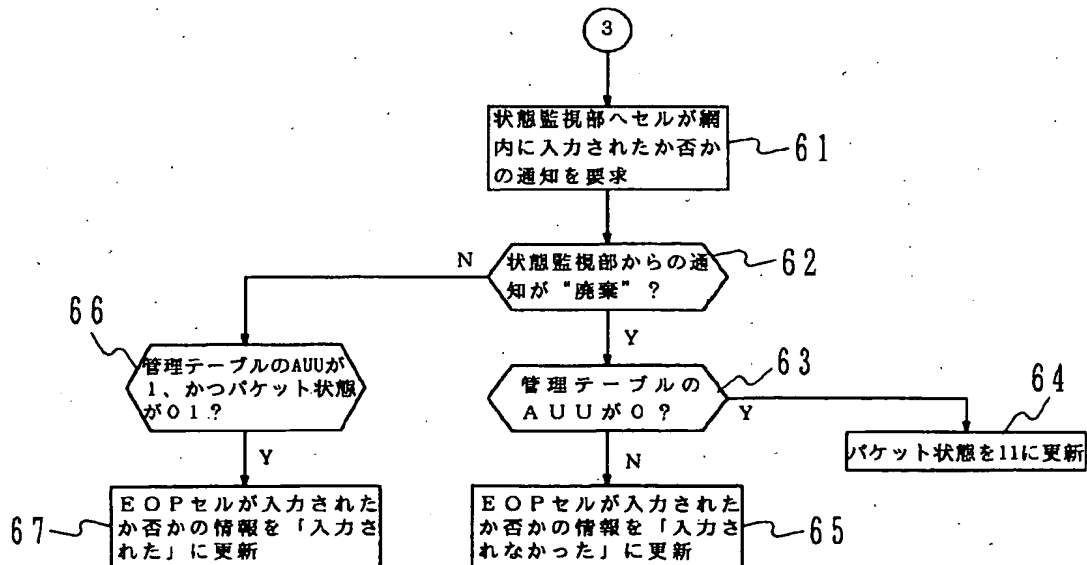 3
状態監視部へセルが網
内に入力されたか否か
の通知を要求
61
状態監視部からの通
知が“廃棄”?
62
N
Y
66
管理テーブルのAUUが
1、かつパケット状態
が01?
管理テーブルの
AUUが0?
63
Y
64
パケット状態を11に更新
Y
N
67
EOPセルが入力された
か否かの情報を「入力さ
れた」に更新
EOPセルが入力された
か否かの情報を「入力
されなかった」に更新
65